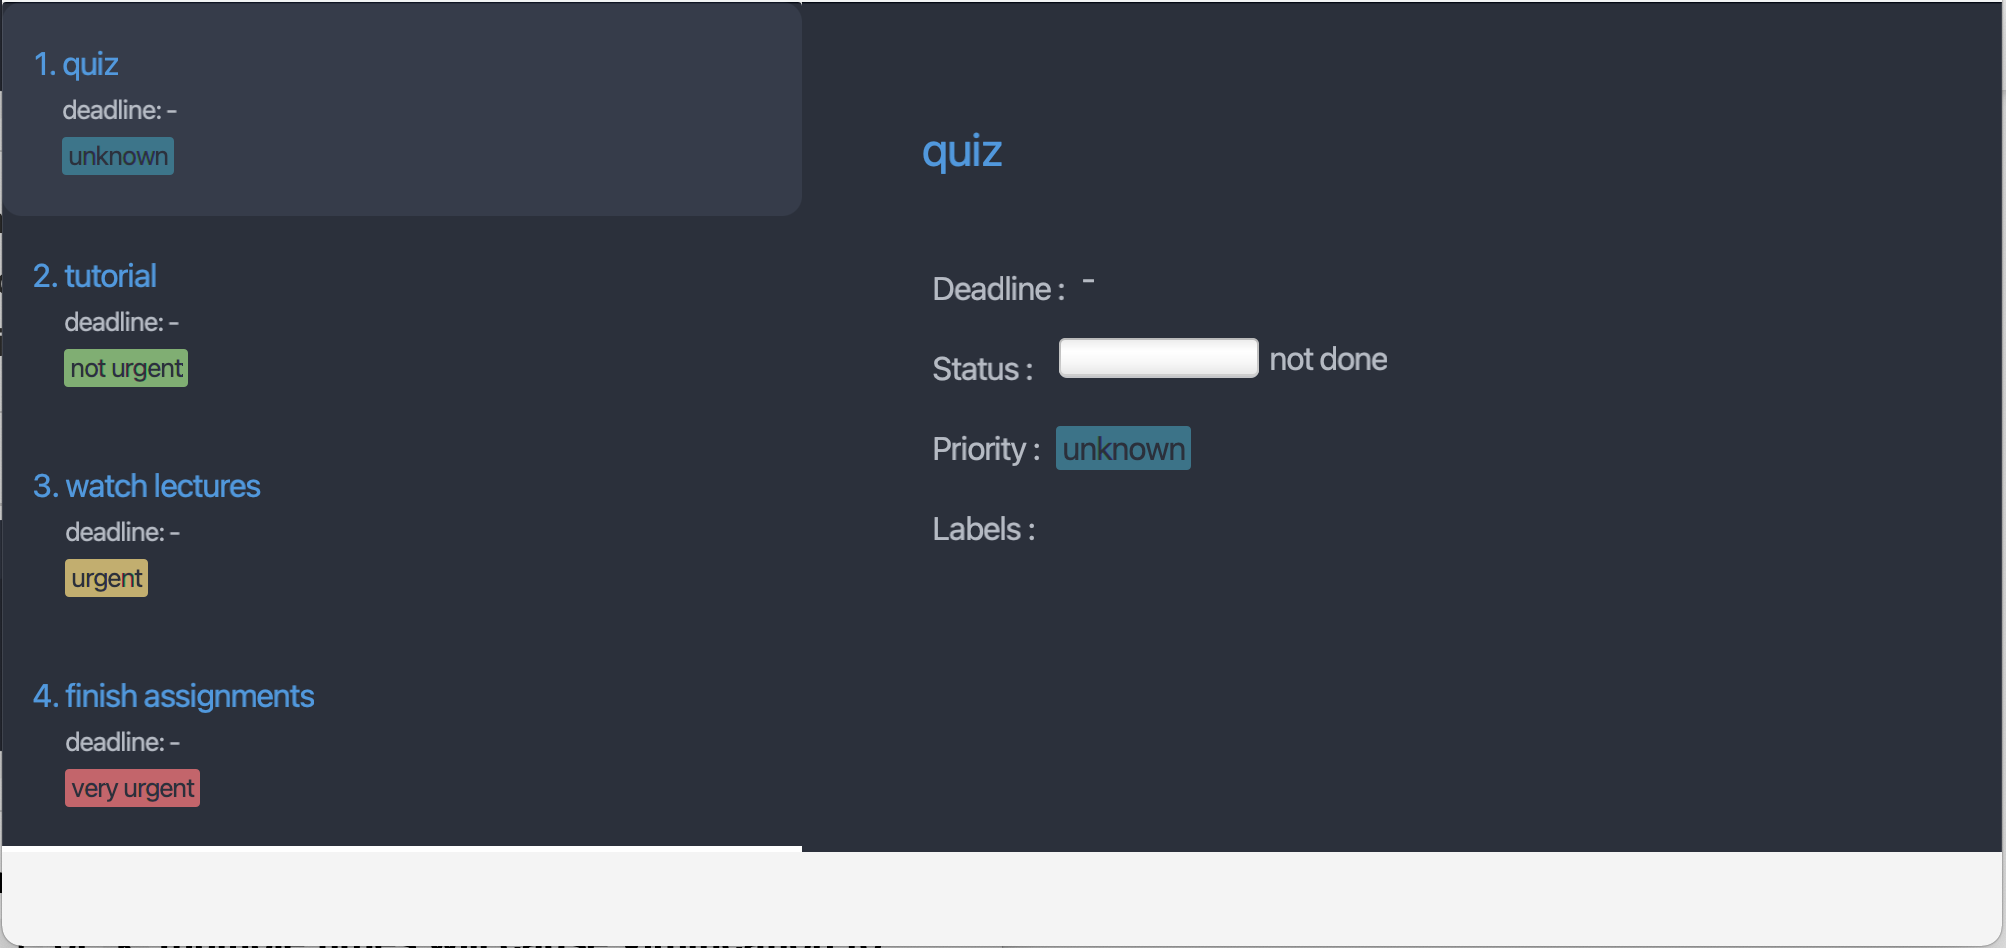 1. quiz
deadline: -
unknown
2. tutorial
deadline: -
not urgent
3. watch lectures
deadline: -
urgent
4. finish assignments
deadline: -
very urgent
quiz
Deadline : -
Status : not done
Priority : unknown
Labels :